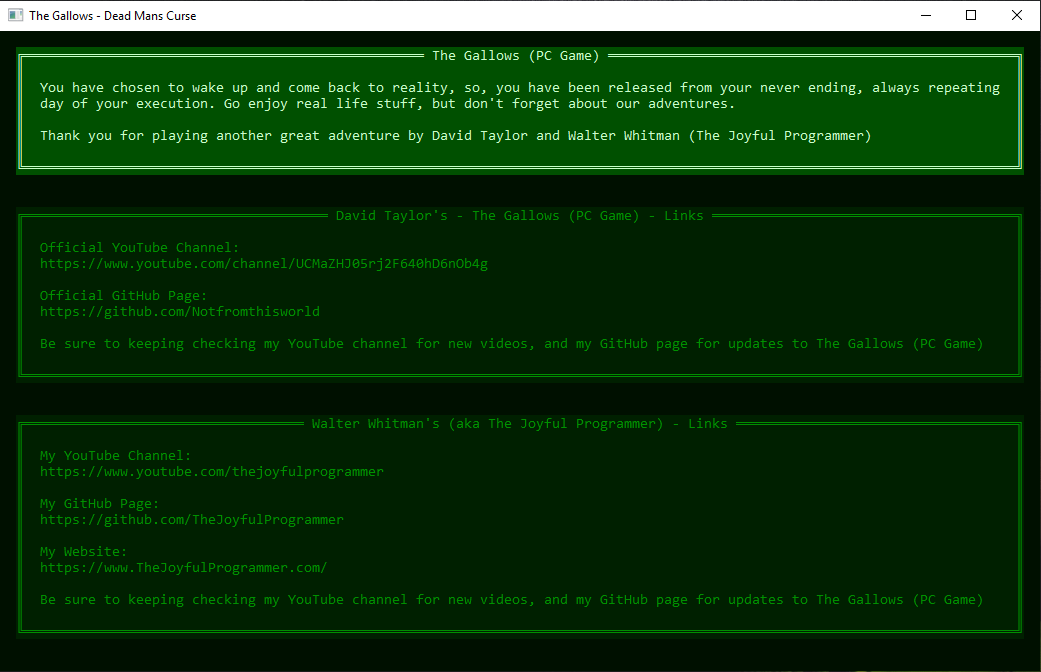 The Gallows - Dead Mans Curse
The Gallows (PC Game)
You have chosen to wake up and come back to reality, so, you have been released from your never ending, always repeating
day of your execution. Go enjoy real life stuff, but don't forget about our adventures.
Thank you for playing another great adventure by David Taylor and Walter Whitman (The Joyful Programmer)
David Taylor's - The Gallows (PC Game) - Links
Official YouTube Channel:
https://www.youtube.com/channel/UCMaZHJ05rj2F640hD6nOb4g
Official GitHub Page:
https://github.com/Notfromthisworld
Be sure to keeping checking my YouTube channel for new videos, and my GitHub page for updates to The Gallows (PC Game)
Walter Whitman's (aka The Joyful Programmer) - Links
My YouTube Channel:
https://www.youtube.com/thejoyfulprogrammer
My GitHub Page:
https://github.com/TheJoyfulProgrammer
My Website:
https://www.TheJoyfulProgrammer.com/
Be sure to keeping checking my YouTube channel for new videos, and my GitHub page for updates to The Gallows (PC Game)